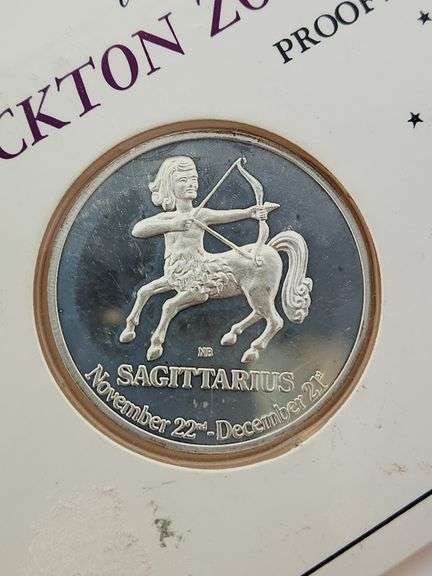 CKTON ZO
PROOF
NB
SAGITTARIUS
November 22nd - December 21st